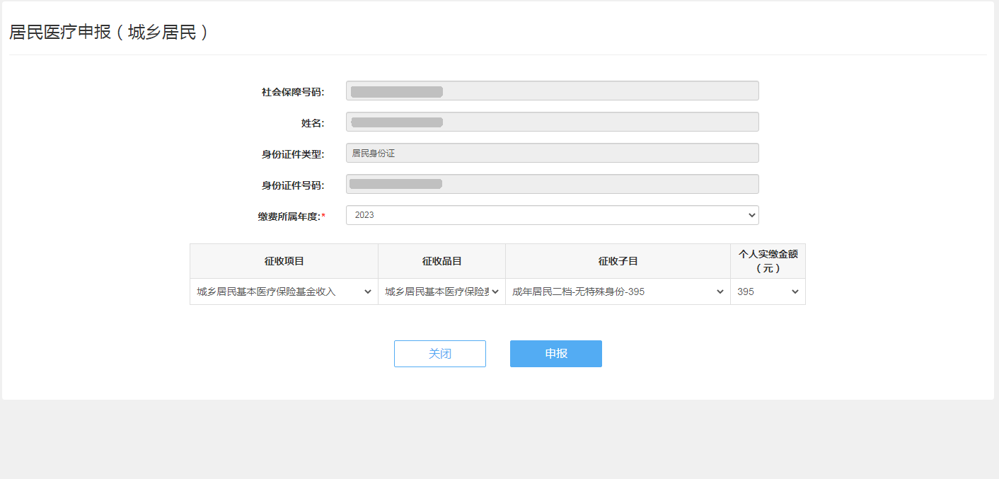 居民医疗申报（城乡居民）
社会保障号码:
姓名:
身份证件类型: 居民身份证
身份证件号码:
缴费所属年度:* 2023
征收项目 征收品目 征收子目 个人实缴金额
（元）
城乡居民基本医疗保险基金收入 城乡居民基本医疗保险 成年居民二档-无特殊身份-395 395
关闭 申报